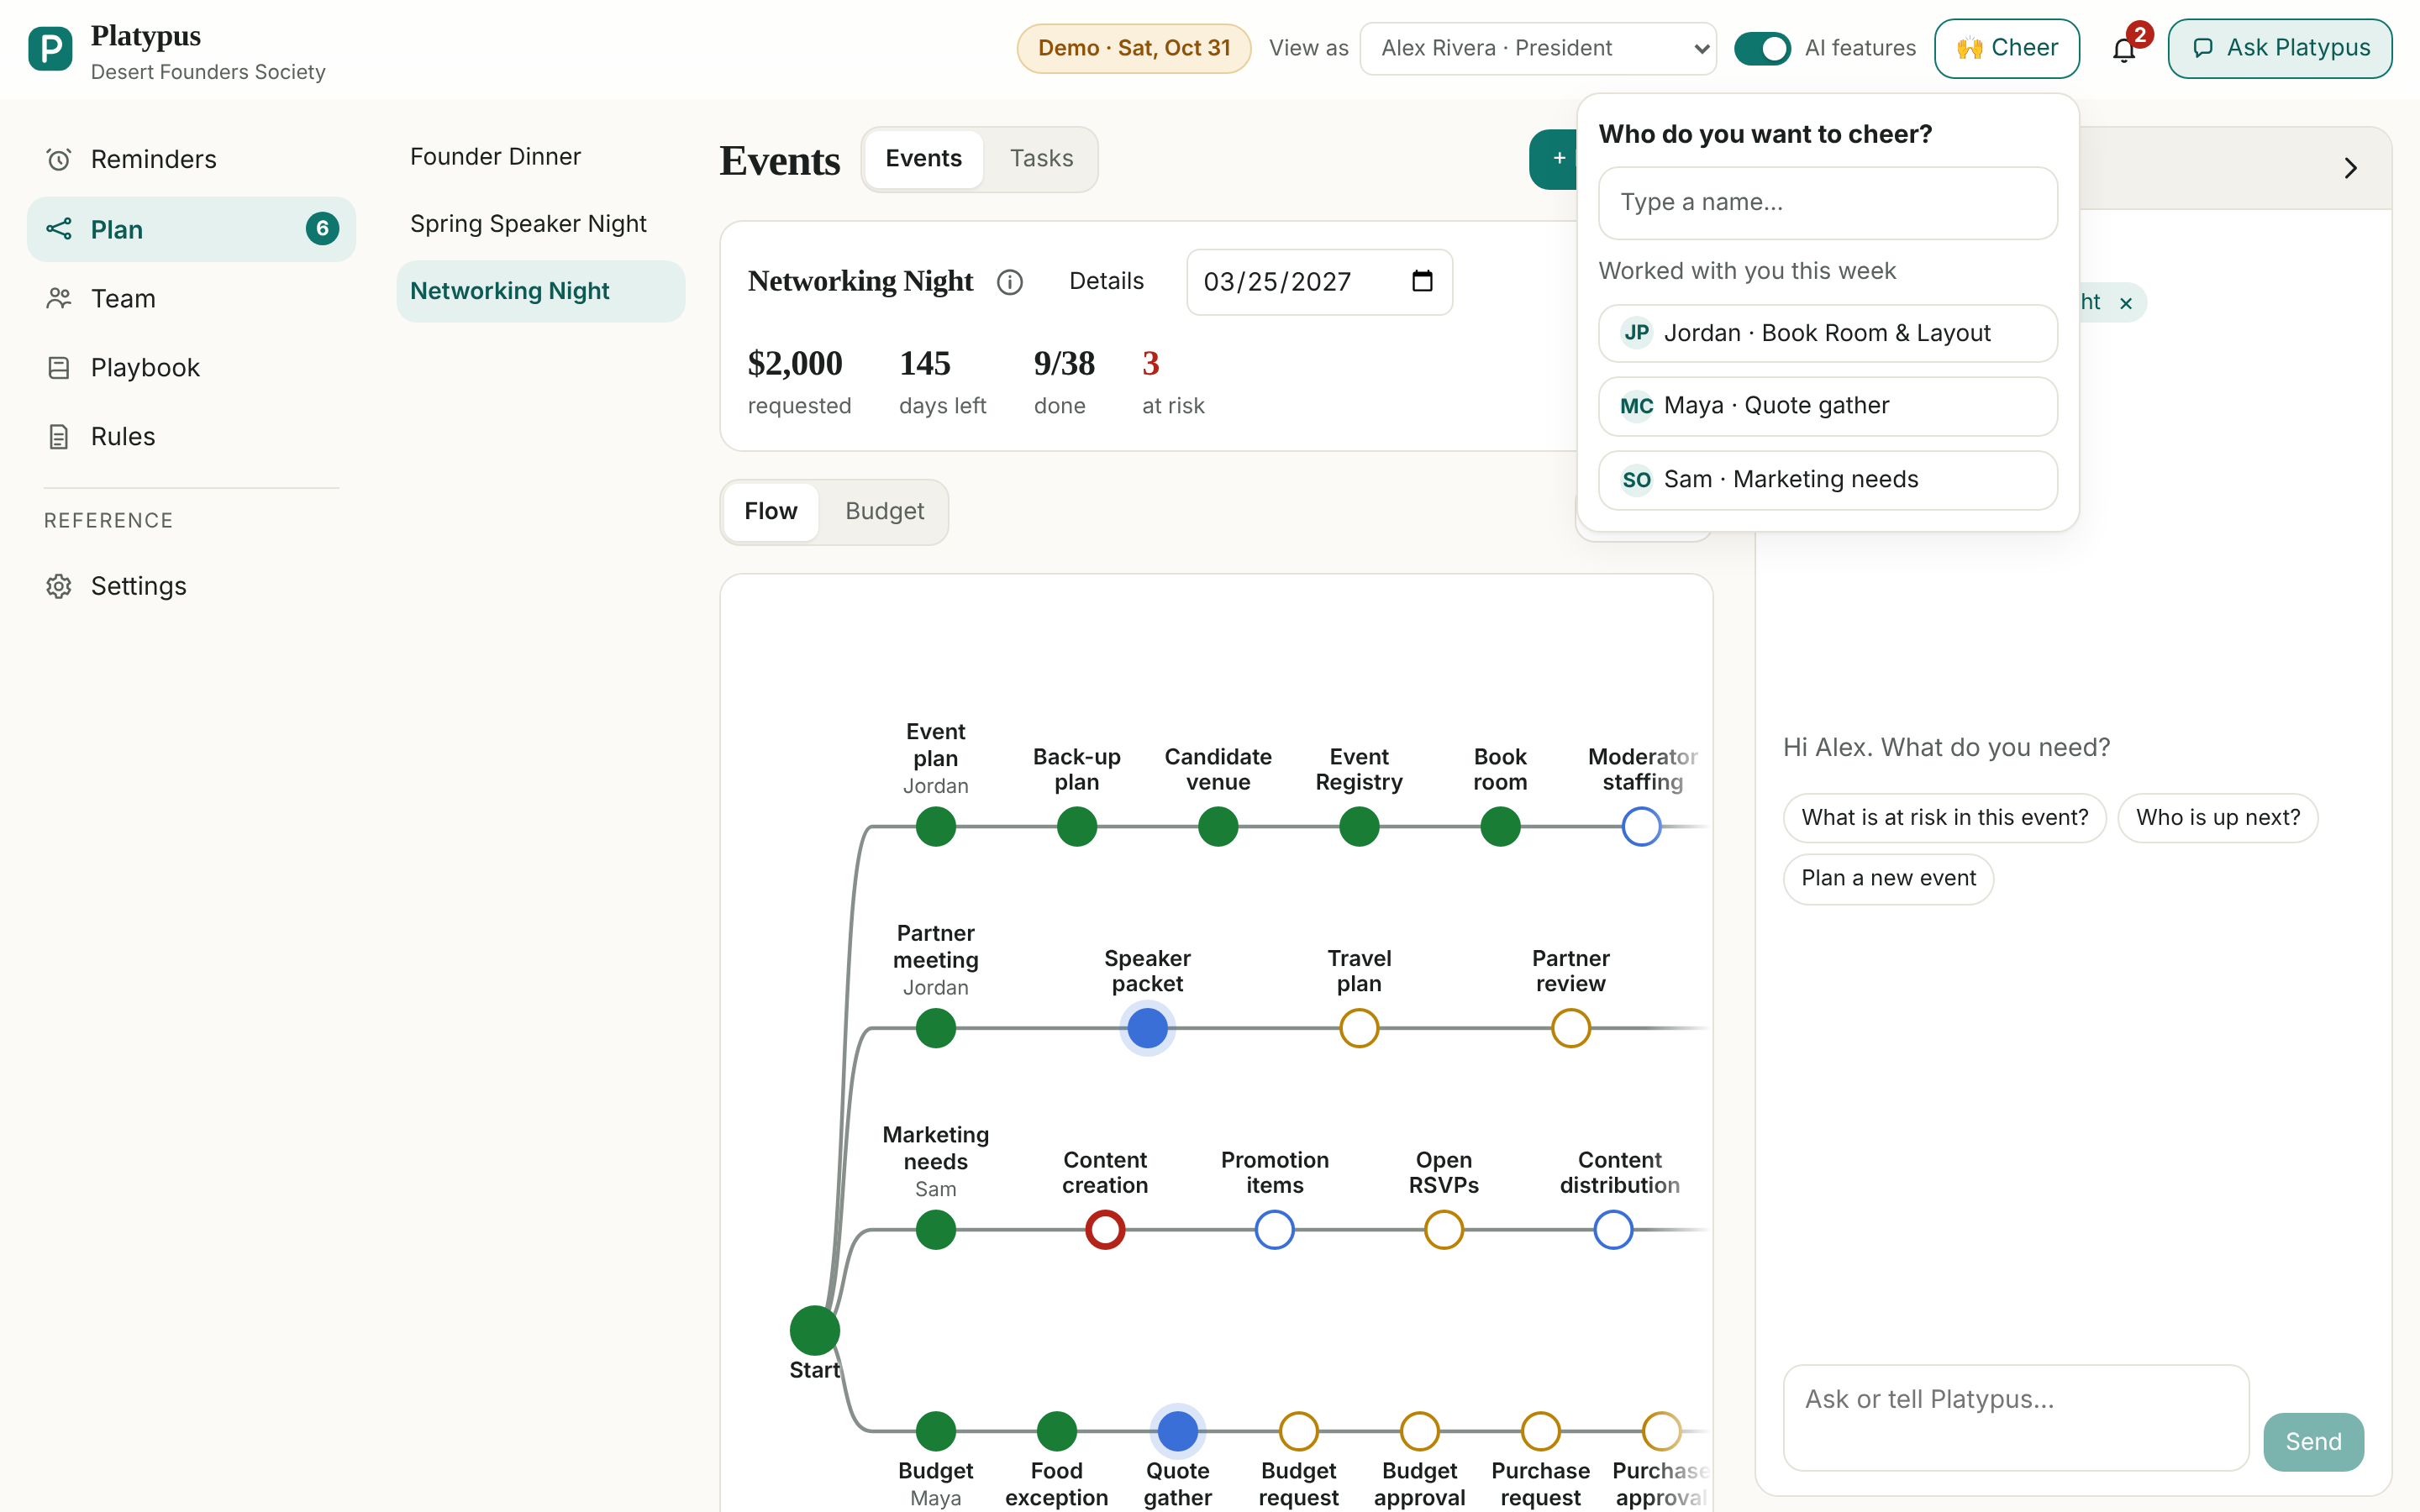 P
Platypus
Desert Founders Society
Demo · Sat, Oct 31
View as
Alex Rivera · President
AI features
🙌 Cheer
2
Ask Platypus
Reminders
Plan
6
Team
Playbook
Rules
REFERENCE
Settings
Founder Dinner
Spring Speaker Night
Networking Night
Events
Events
Tasks
+
Networking Night
Details
03/25/2027
$2,000
requested
145
days left
9/38
done
3
at risk
Who do you want to cheer?
Type a name...
Worked with you this week
JP Jordan · Book Room & Layout
MC Maya · Quote gather
SO Sam · Marketing needs
ht ×
Flow
Budget
Event
plan
Jordan
Back-up
plan
Candidate
venue
Event
Registry
Book
room
Moderator
staffing
Partner
meeting
Jordan
Speaker
packet
Travel
plan
Partner
review
Marketing
needs
Sam
Content
creation
Promotion
items
Open
RSVPs
Content
distribution
Start
Budget
Maya
Food
exception
Quote
gather
Budget
request
Budget
approval
Purchase
request
Purchase
approval
Hi Alex. What do you need?
What is at risk in this event?
Who is up next?
Plan a new event
Ask or tell Platypus...
Send